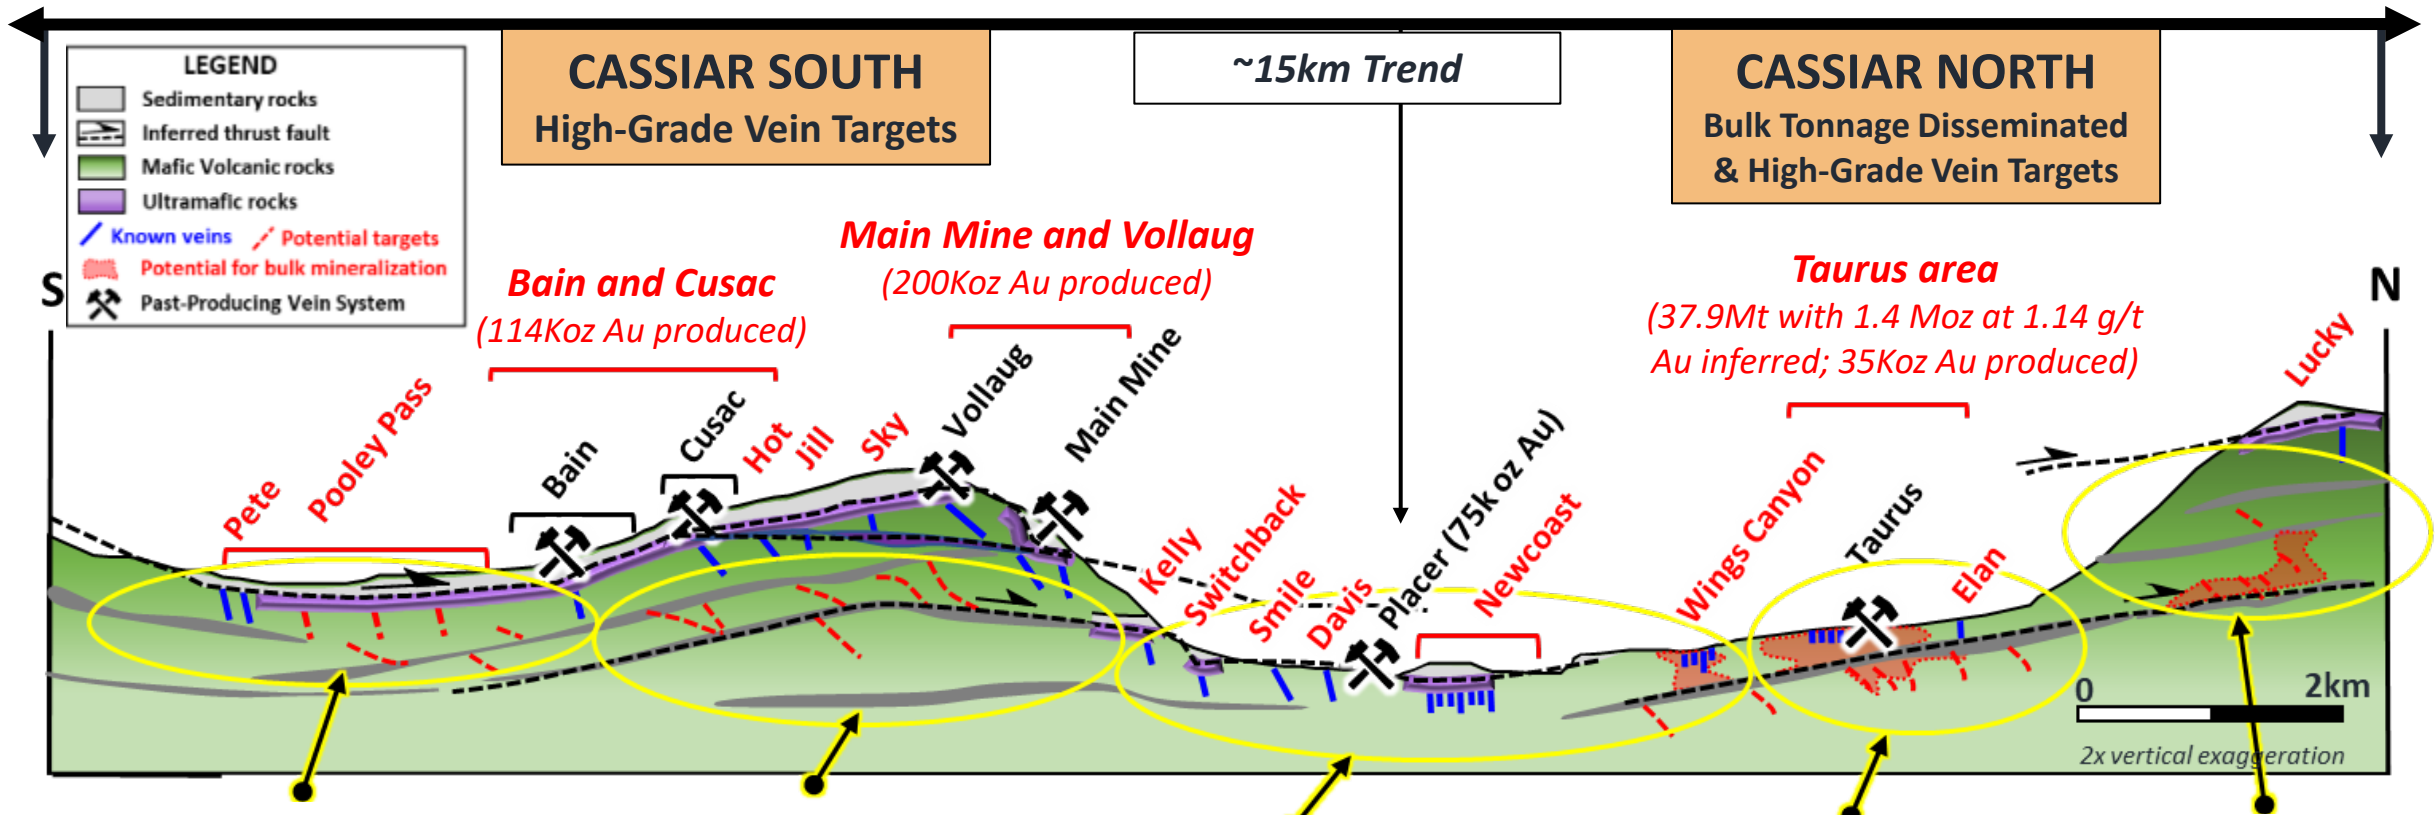 CASSIAR SOUTH
High-Grade Vein Targets
~15km Trend
CASSIAR NORTH
Bulk Tonnage Disseminated
& High-Grade Vein Targets
LEGEND
Sedimentary rocks
Inferred thrust fault
Mafic Volcanic rocks
Ultramafic rocks
Known veins
Potential targets
Potential for bulk mineralization
Past-Producing Vein System
S
N
Bain and Cusac
(114Koz Au produced)
Main Mine and Vollaug
(200Koz Au produced)
Taurus area
(37.9Mt with 1.4 Moz at 1.14 g/t
Au inferred; 35Koz Au produced)
Pete
Pooley Pass
Bain
Cusac
Hot
Jill
Sky
Vollaug
Main Mine
Kelly
Switchback
Smile
Davis
Placer (75k oz Au)
Newcoast
Wings Canyon
Taurus
Elan
Lucky
0
2km
2x vertical exaggeration